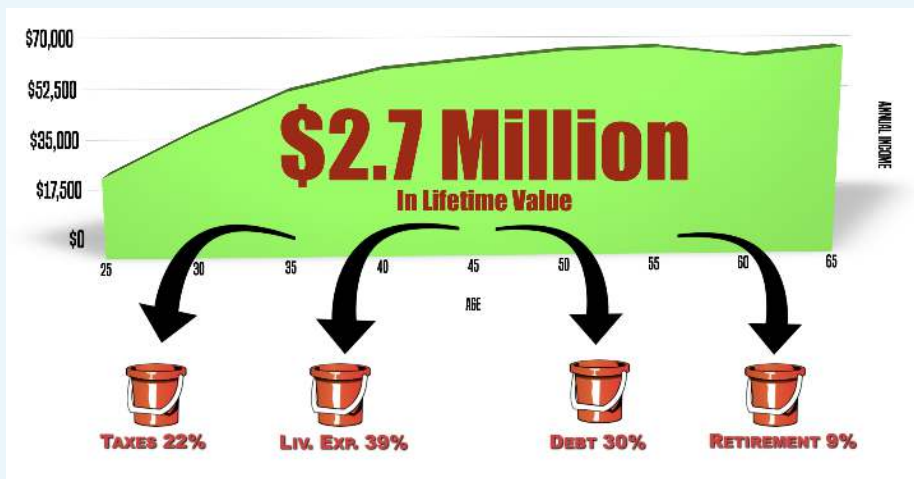 $70,000
$52,500
$35,000
$17,500
$0
$2.7 Million
In Lifetime Value
ANNUAL INCOME
25 30 35 40 45 50 55 60 65
AGE
TAXES 22% LIV. EXP. 39% DEBT 30% RETIREMENT 9%